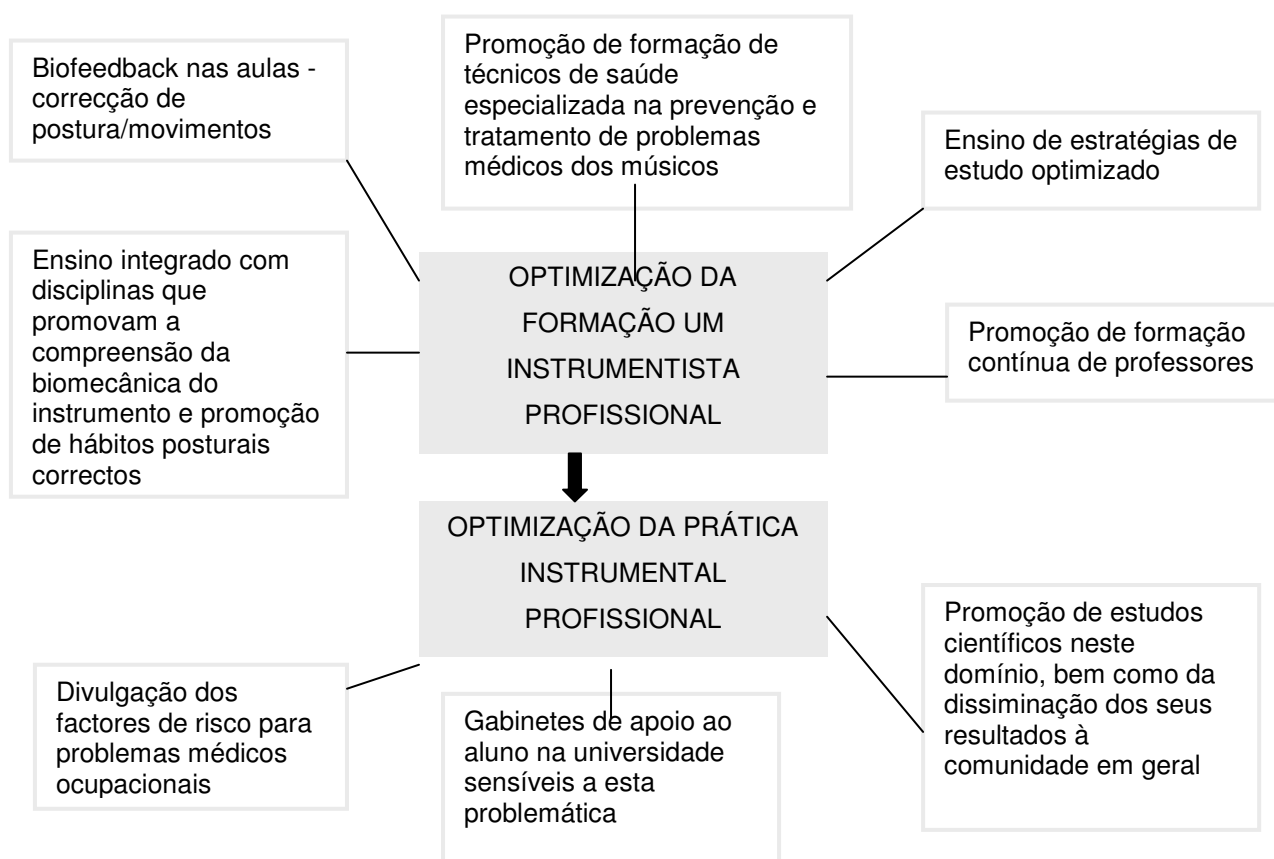 Biofeedback nas aulas -
correcção de
postura/movimentos
Promoção de formação de
técnicos de saúde
especializada na prevenção e
tratamento de problemas
médicos dos músicos
Ensino de estratégias de
estudo optimizado
Ensino integrado com
disciplinas que
promovam a
compreensão da
biomecânica do
instrumento e promoção
de hábitos posturais
correctos
OPTIMIZAÇÃO DA
FORMAÇÃO UM
INSTRUMENTISTA
PROFISSIONAL
Promoção de formação
contínua de professores
OPTIMIZAÇÃO DA PRÁTICA
INSTRUMENTAL
PROFISSIONAL
Divulgação dos
factores de risco para
problemas médicos
ocupacionais
Gabinetes de apoio ao
aluno na universidade
sensíveis a esta
problemática
Promoção de estudos
científicos neste
domínio, bem como da
dissiminação dos seus
resultados à
comunidade em geral